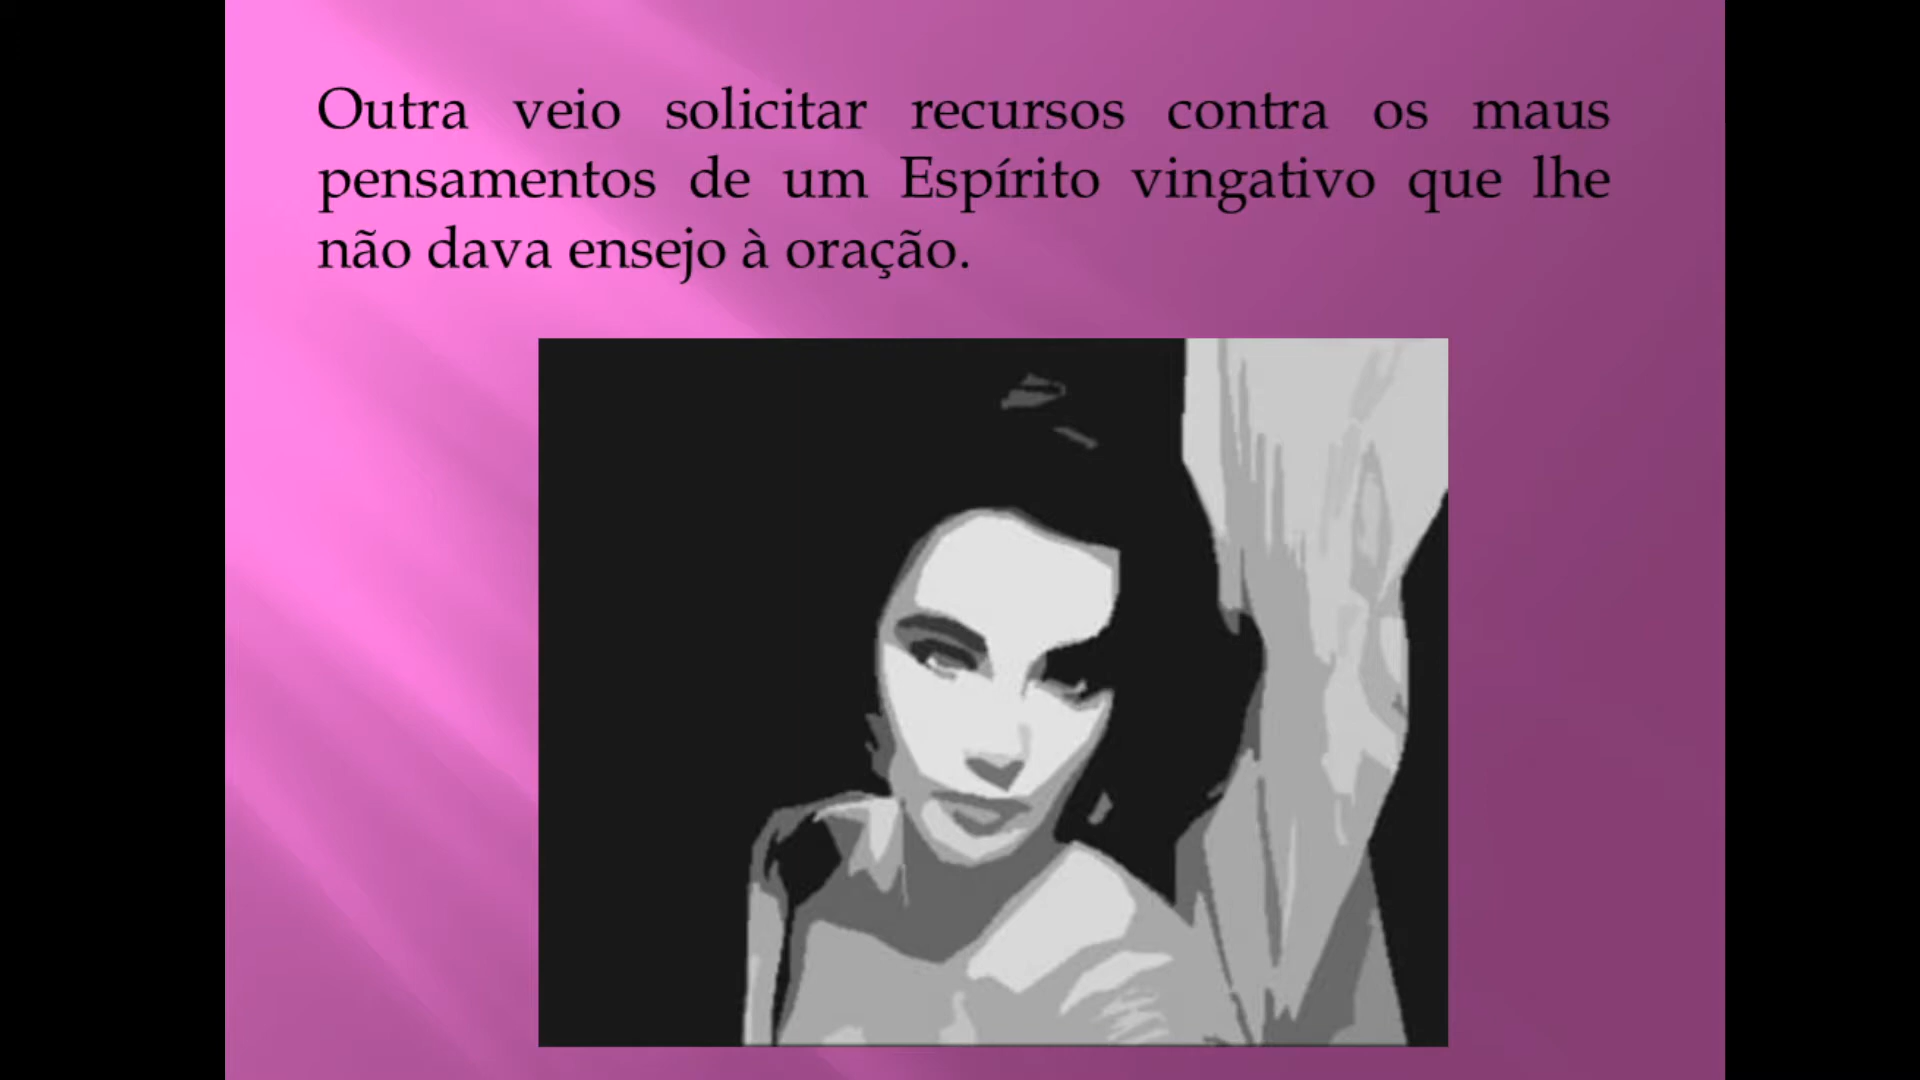 Outra veio solicitar recursos contra os maus
pensamentos de um Espírito vingativo que lhe
não dava ensejo à oração.